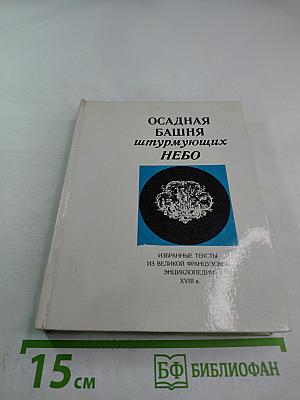 ОСАДНАЯ
БАШНЯ
штурмующих
НЕБО
ИЗБРАННЫЕ ТЕКСТЫ
ИЗ ВЕЛИКОЙ ФРАНЦУЗСКОЙ
ЭНЦИКЛОПЕДИИ
XVIII в.
15 см
БФ БИБЛИОФАН